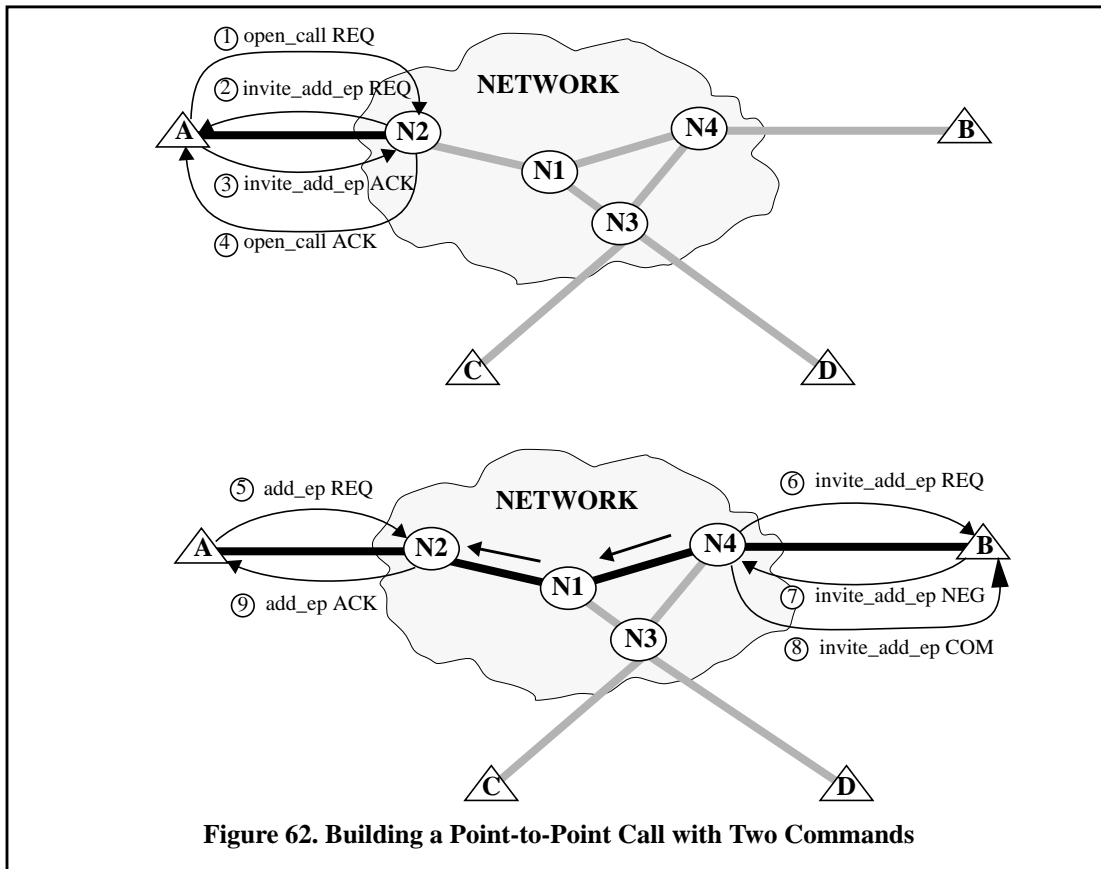 1 open_call REQ
2 invite_add_ep REQ
NETWORK
A
N2
N4
B
N1
3 invite_add_ep ACK
N3
4 open_call ACK
C
D
5 add_ep REQ
6 invite_add_ep REQ
NETWORK
A
N2
N4
B
N1
9 add_ep ACK
7 invite_add_ep NEG
N3
8 invite_add_ep COM
C
D
Figure 62. Building a Point-to-Point Call with Two Commands